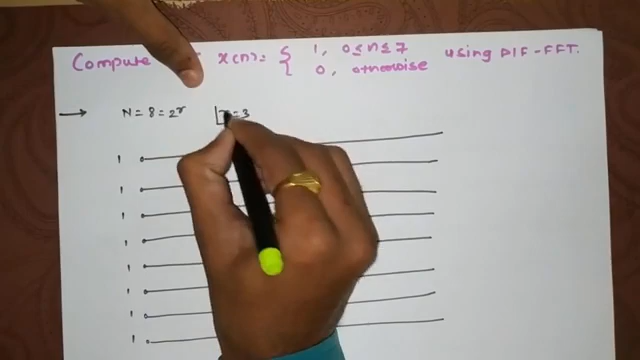 Compute x(n) = { 1, 0 ≤ n ≤ 7 using DIF-FFT.
{ 0, otherwise
→ N = 8 = 2^r r = 3
1
1
1
1
1
1
1
1